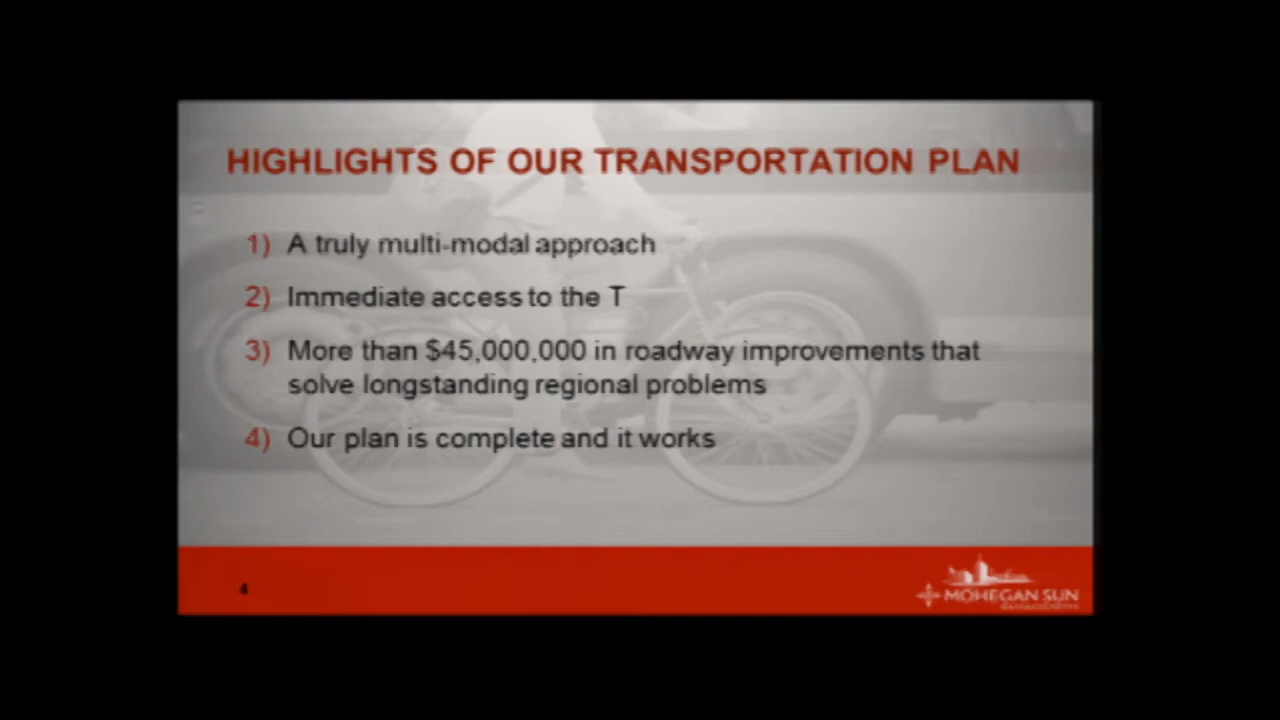 HIGHLIGHTS OF OUR TRANSPORTATION PLAN
1) A truly multi-modal approach
2) Immediate access to the T
3) More than $45,000,000 in roadway improvements that
solve longstanding regional problems
4) Our plan is complete and it works
4
MOHEGAN SUN